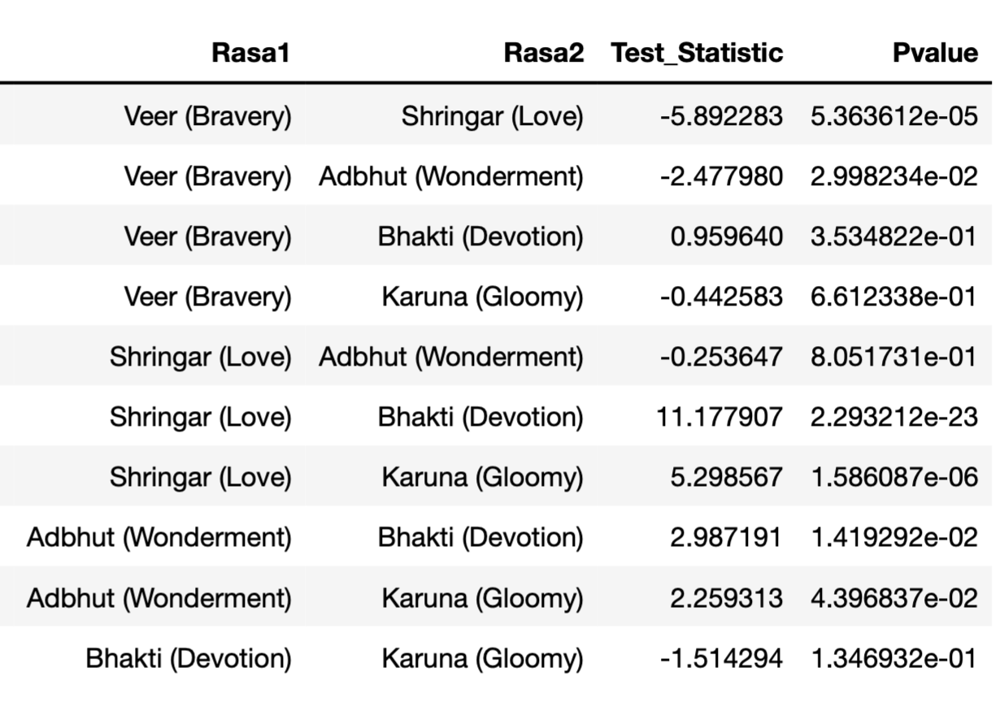 Rasa1 Rasa2 Test_Statistic Pvalue
Veer (Bravery) Shringar (Love) -5.892283 5.363612e-05
Veer (Bravery) Adbhut (Wonderment) -2.477980 2.998234e-02
Veer (Bravery) Bhakti (Devotion) 0.959640 3.534822e-01
Veer (Bravery) Karuna (Gloomy) -0.442583 6.612338e-01
Shringar (Love) Adbhut (Wonderment) -0.253647 8.051731e-01
Shringar (Love) Bhakti (Devotion) 11.177907 2.293212e-23
Shringar (Love) Karuna (Gloomy) 5.298567 1.586087e-06
Adbhut (Wonderment) Bhakti (Devotion) 2.987191 1.419292e-02
Adbhut (Wonderment) Karuna (Gloomy) 2.259313 4.396837e-02
Bhakti (Devotion) Karuna (Gloomy) -1.514294 1.346932e-01